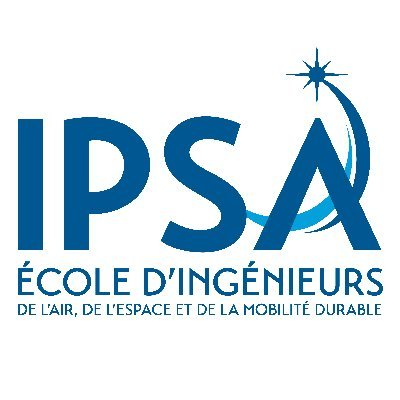 IPSA
ÉCOLE D'INGÉNIEURS
DE L'AIR, DE L'ESPACE ET DE LA MOBILITÉ DURABLE